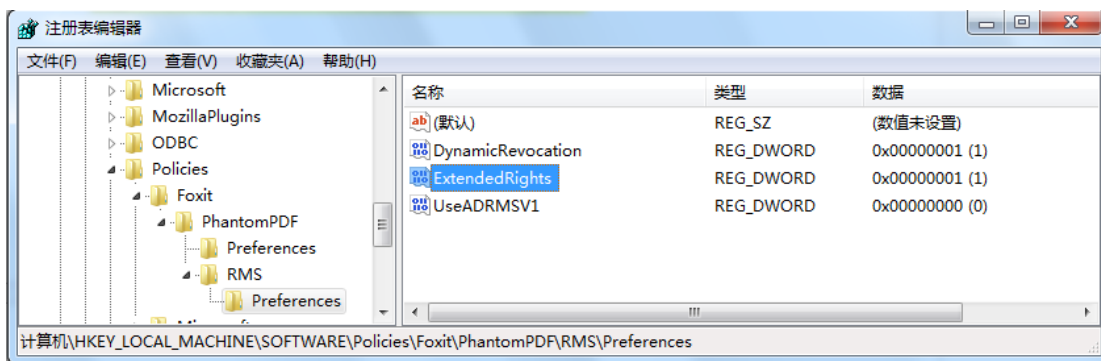 注册表编辑器
文件(F) 编辑(E) 查看(V) 收藏夹(A) 帮助(H)
Microsoft
MozillaPlugins
ODBC
Policies
Foxit
PhantomPDF
Preferences
RMS
Preferences
名称 类型 数据
(默认) REG_SZ (数值未设置)
DynamicRevocation REG_DWORD 0x00000001 (1)
ExtendedRights REG_DWORD 0x00000001 (1)
UseADRMSV1 REG_DWORD 0x00000000 (0)
计算机\HKEY_LOCAL_MACHINE\SOFTWARE\Policies\Foxit\PhantomPDF\RMS\Preferences